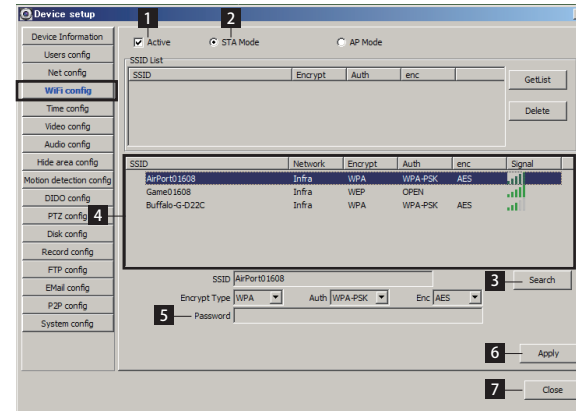 Device setup
1 2
Device Information
Active STA Mode AP Mode
Users config
SSID List
Net config
SSID Encrypt Auth enc
GetList
WiFi config
Time config
Delete
Video config
Audio config
Hide area config
SSID Network Encrypt Auth enc Signal
Motion detection config
AirPort01608 Infra WPA WPA-PSK AES
Game01608 Infra WEP OPEN
DIDO config
Buffalo-G-D22C Infra WPA WPA-PSK AES
PTZ config
4
Disk config
Record config
FTP config
SSID AirPort01608
3 Search
EMail config
Encrypt Type WPA Auth WPA-PSK Enc AES
P2P config
5 Password
System config
6 Apply
7 Close